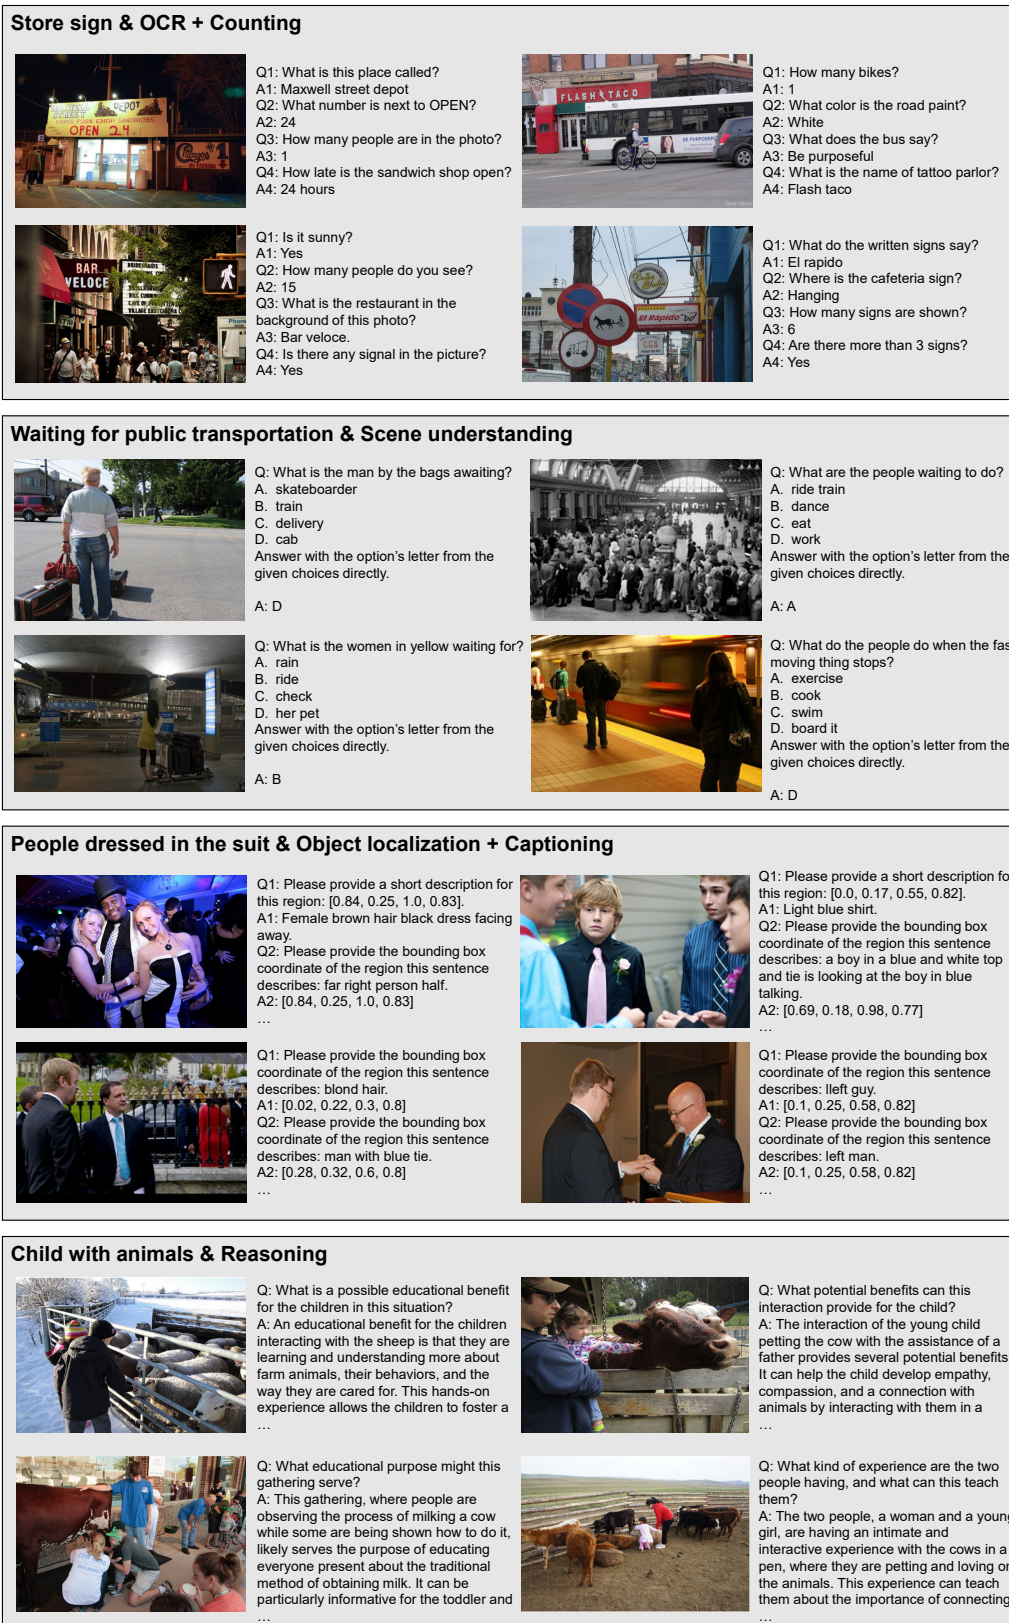 Store sign & OCR + Counting
MAXWELL STREET DEPOT
OPEN 24
Q1: What is this place called?
A1: Maxwell street depot
Q2: What number is next to OPEN?
A2: 24
Q3: How many people are in the photo?
A3: 1
Q4: How late is the sandwich shop open?
A4: 24 hours
FLASH TACO
BE PURPOSEFUL
Q1: How many bikes?
A1: 1
Q2: What color is the road paint?
A2: White
Q3: What does the bus say?
A3: Be purposeful
Q4: What is the name of tattoo parlor?
A4: Flash taco
BAR
VELOCE
BRIDESMAIDS
Phone
Q1: Is it sunny?
A1: Yes
Q2: How many people do you see?
A2: 15
Q3: What is the restaurant in the
background of this photo?
A3: Bar veloce.
Q4: Is there any signal in the picture?
A4: Yes
El Rápido
Q1: What do the written signs say?
A1: El rapido
Q2: Where is the cafeteria sign?
A2: Hanging
Q3: How many signs are shown?
A3: 6
Q4: Are there more than 3 signs?
A4: Yes
Waiting for public transportation & Scene understanding
Q: What is the man by the bags awaiting?
A. skateboarder
B. train
C. delivery
D. cab
Answer with the option's letter from the
given choices directly.
A: D
Q: What are the people waiting to do?
A. ride train
B. dance
C. eat
D. work
Answer with the option's letter from the
given choices directly.
A: A
Q: What is the women in yellow waiting for?
A. rain
B. ride
C. check
D. her pet
Answer with the option's letter from the
given choices directly.
A: B
Q: What do the people do when the fas
moving thing stops?
A. exercise
B. cook
C. swim
D. board it
Answer with the option's letter from the
given choices directly.
A: D
People dressed in the suit & Object localization + Captioning
Q1: Please provide a short description for
this region: [0.84, 0.25, 1.0, 0.83].
A1: Female brown hair black dress facing
away.
Q2: Please provide the bounding box
coordinate of the region this sentence
describes: far right person half.
A2: [0.84, 0.25, 1.0, 0.83]
…
Q1: Please provide a short description fo
this region: [0.0, 0.17, 0.55, 0.82].
A1: Light blue shirt.
Q2: Please provide the bounding box
coordinate of the region this sentence
describes: a boy in a blue and white top
and tie is looking at the boy in blue
talking.
A2: [0.69, 0.18, 0.98, 0.77]
…
Q1: Please provide the bounding box
coordinate of the region this sentence
describes: blond hair.
A1: [0.02, 0.22, 0.3, 0.8]
Q2: Please provide the bounding box
coordinate of the region this sentence
describes: man with blue tie.
A2: [0.28, 0.32, 0.6, 0.8]
…
Q1: Please provide the bounding box
coordinate of the region this sentence
describes: lleft guy.
A1: [0.1, 0.25, 0.58, 0.82]
Q2: Please provide the bounding box
coordinate of the region this sentence
describes: left man.
A2: [0.1, 0.25, 0.58, 0.82]
…
Child with animals & Reasoning
Q: What is a possible educational benefit
for the children in this situation?
A: An educational benefit for the children
interacting with the sheep is that they are
learning and understanding more about
farm animals, their behaviors, and the
way they are cared for. This hands-on
experience allows the children to foster a
…
Q: What potential benefits can this
interaction provide for the child?
A: The interaction of the young child
petting the cow with the assistance of a
father provides several potential benefits
It can help the child develop empathy,
compassion, and a connection with
animals by interacting with them in a
…
Q: What educational purpose might this
gathering serve?
A: This gathering, where people are
observing the process of milking a cow
while some are being shown how to do it,
likely serves the purpose of educating
everyone present about the traditional
method of obtaining milk. It can be
particularly informative for the toddler and
…
Q: What kind of experience are the two
people having, and what can this teach
them?
A: The two people, a woman and a young
girl, are having an intimate and
interactive experience with the cows in a
pen, where they are petting and loving on
the animals. This experience can teach
them about the importance of connecting
…